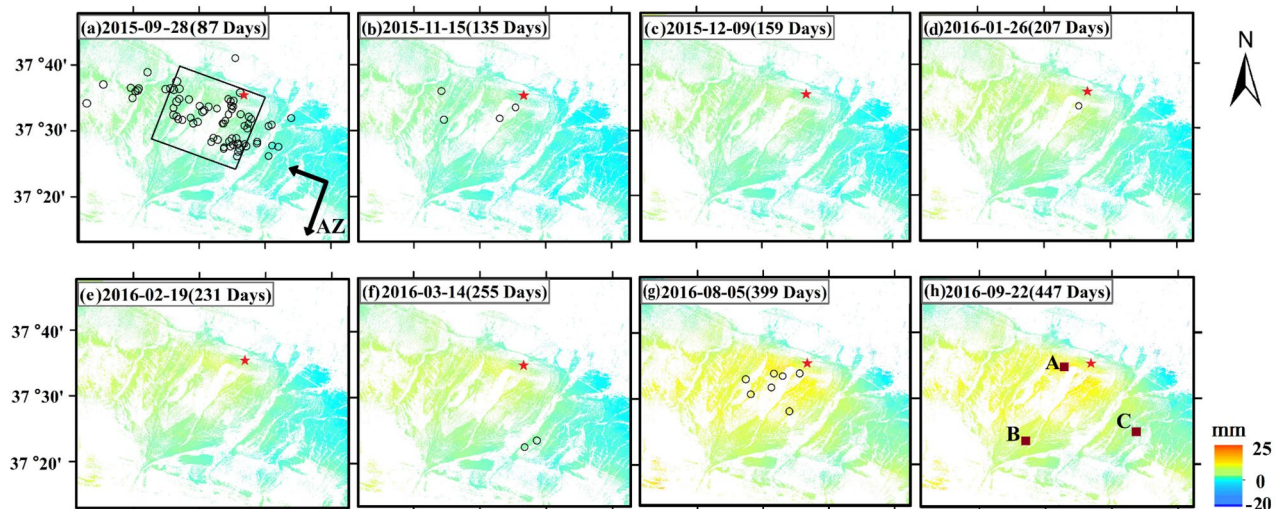 (a)2015-09-28(87 Days)
(b)2015-11-15(135 Days)
(c)2015-12-09(159 Days)
(d)2016-01-26(207 Days)
N
37 °40'
37 °30'
37 °20'
AZ
(e)2016-02-19(231 Days)
(f)2016-03-14(255 Days)
(g)2016-08-05(399 Days)
(h)2016-09-22(447 Days)
37 °40'
37 °30'
37 °20'
A
B
C
mm
25
0
-20